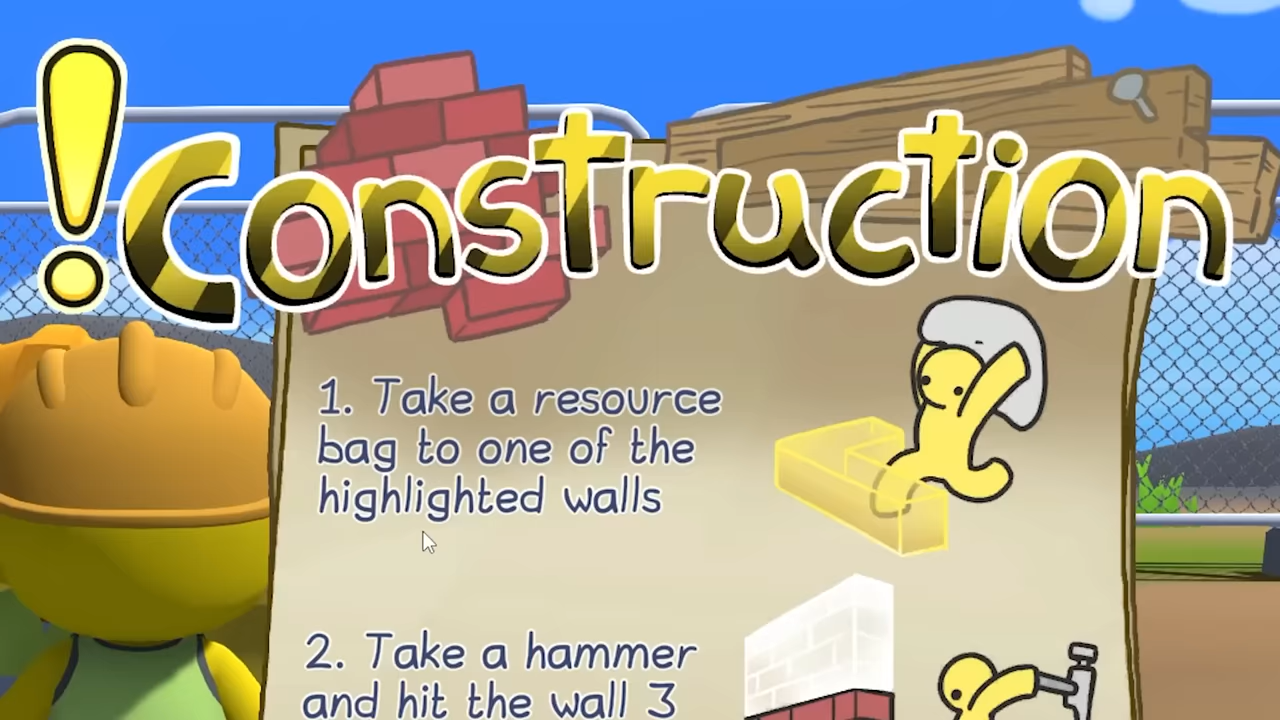 !Construction
1. Take a resource
bag to one of the
highlighted walls
2. Take a hammer
and hit the wall 3